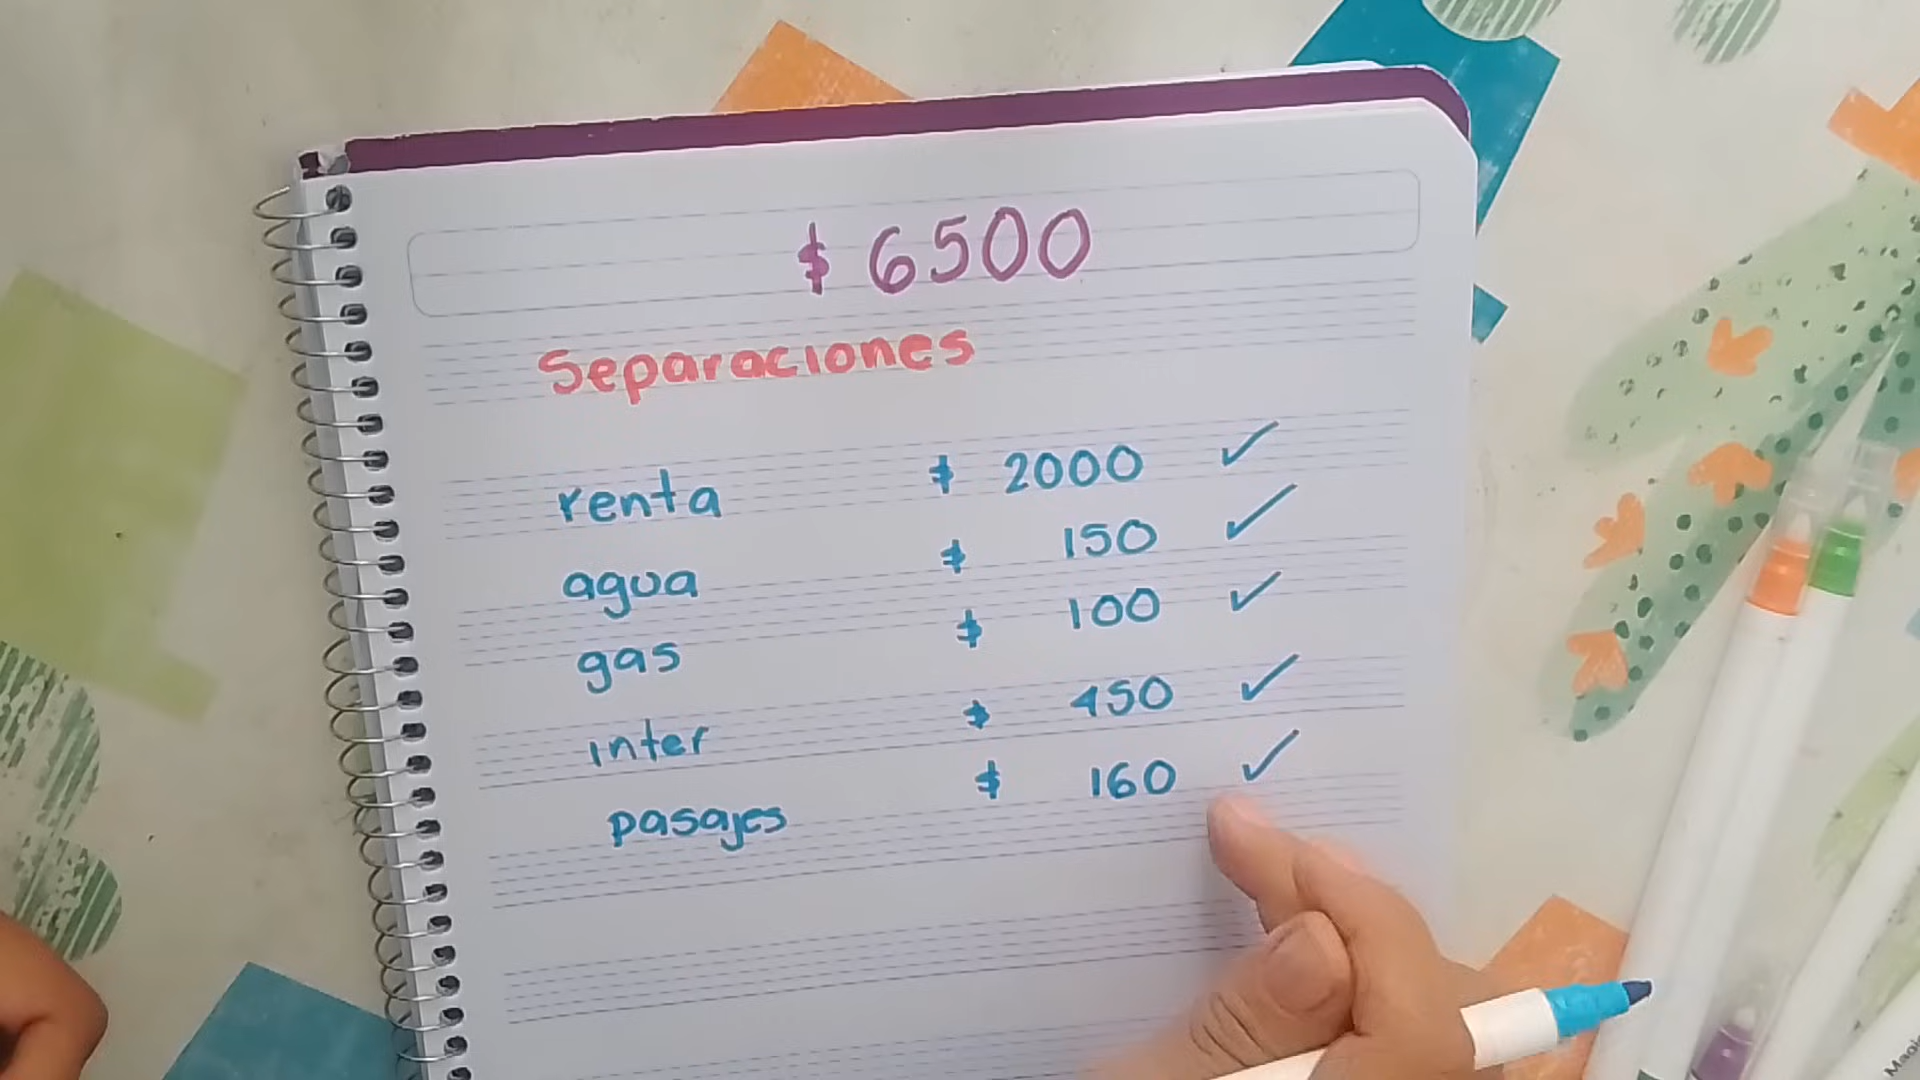 $ 6500
Separaciones
renta $ 2000 ✓
agua $ 150 ✓
gas $ 100 ✓
inter $ 450 ✓
pasajes $ 160 ✓